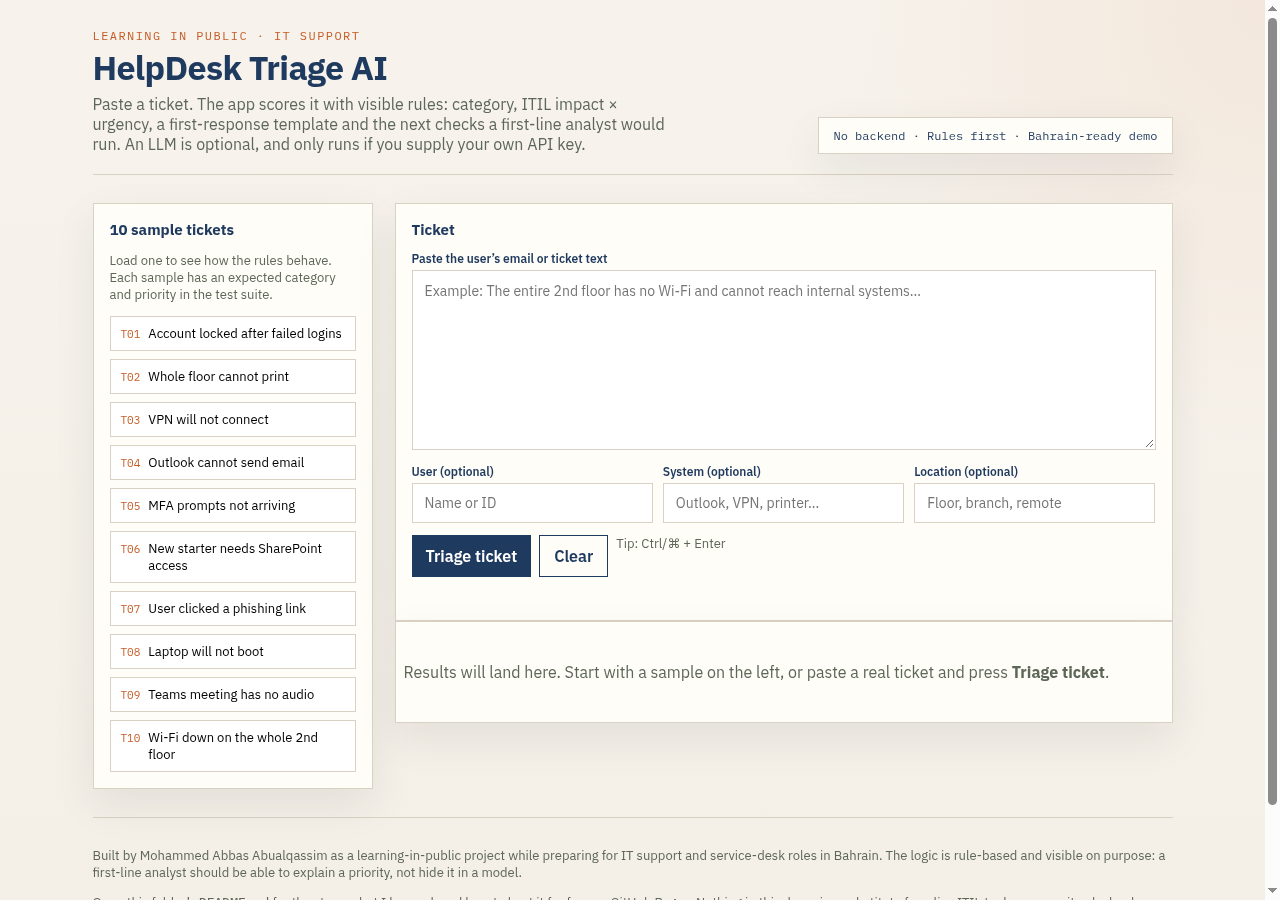 LEARNING IN PUBLIC · IT SUPPORT
HelpDesk Triage AI
Paste a ticket. The app scores it with visible rules: category, ITIL impact ×
urgency, a first-response template and the next checks a first-line analyst would
run. An LLM is optional, and only runs if you supply your own API key.
No backend · Rules first · Bahrain-ready demo
10 sample tickets
Load one to see how the rules behave.
Each sample has an expected category
and priority in the test suite.
T01 Account locked after failed logins
T02 Whole floor cannot print
T03 VPN will not connect
T04 Outlook cannot send email
T05 MFA prompts not arriving
T06 New starter needs SharePoint
access
T07 User clicked a phishing link
T08 Laptop will not boot
T09 Teams meeting has no audio
T10 Wi-Fi down on the whole 2nd
floor
Ticket
Paste the user’s email or ticket text
Example: The entire 2nd floor has no Wi-Fi and cannot reach internal systems…
User (optional) System (optional) Location (optional)
Name or ID Outlook, VPN, printer… Floor, branch, remote
Triage ticket Clear Tip: Ctrl/⌘ + Enter
Results will land here. Start with a sample on the left, or paste a real ticket and press Triage ticket.
Built by Mohammed Abbas Abualqassim as a learning-in-public project while preparing for IT support and service-desk roles in Bahrain. The logic is rule-based and visible on purpose: a
first-line analyst should be able to explain a priority, not hide it in a model.